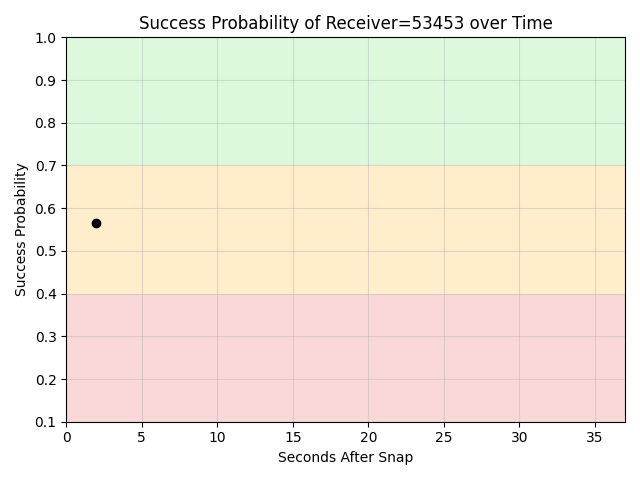 Success Probability of Receiver=53453 over Time
1.0
0.9
0.8
0.7
0.6
0.5
0.4
0.3
0.2
0.1
Success Probability
0 5 10 15 20 25 30 35
Seconds After Snap